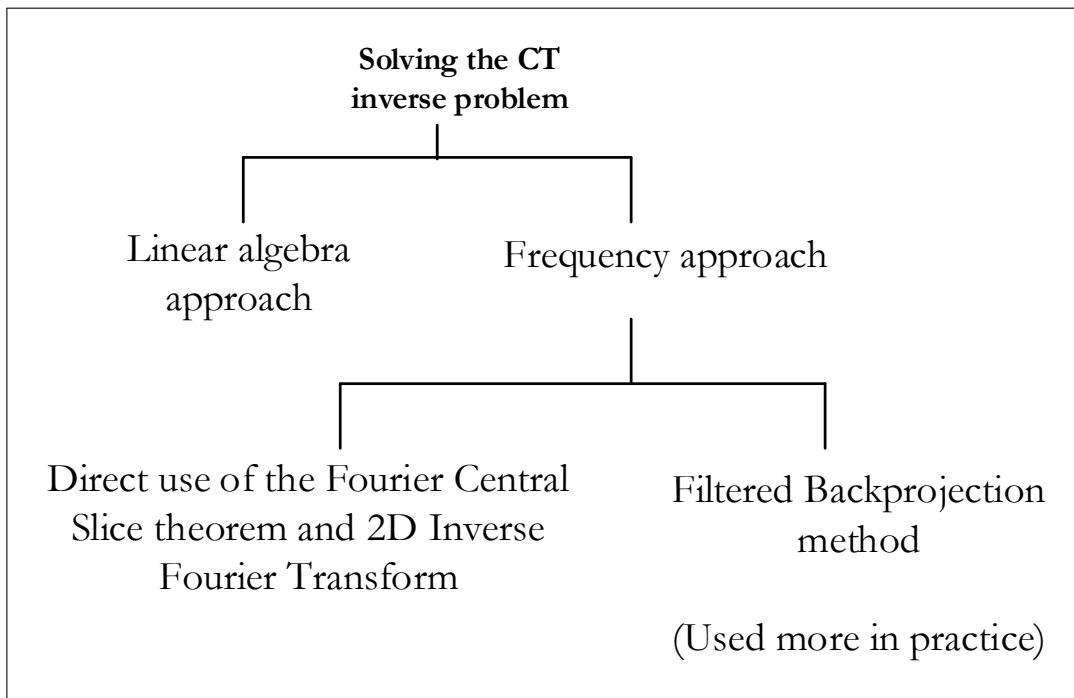 Solving the CT
inverse problem
Linear algebra
approach
Frequency approach
Direct use of the Fourier Central
Slice theorem and 2D Inverse
Fourier Transform
Filtered Backprojection
method
(Used more in practice)